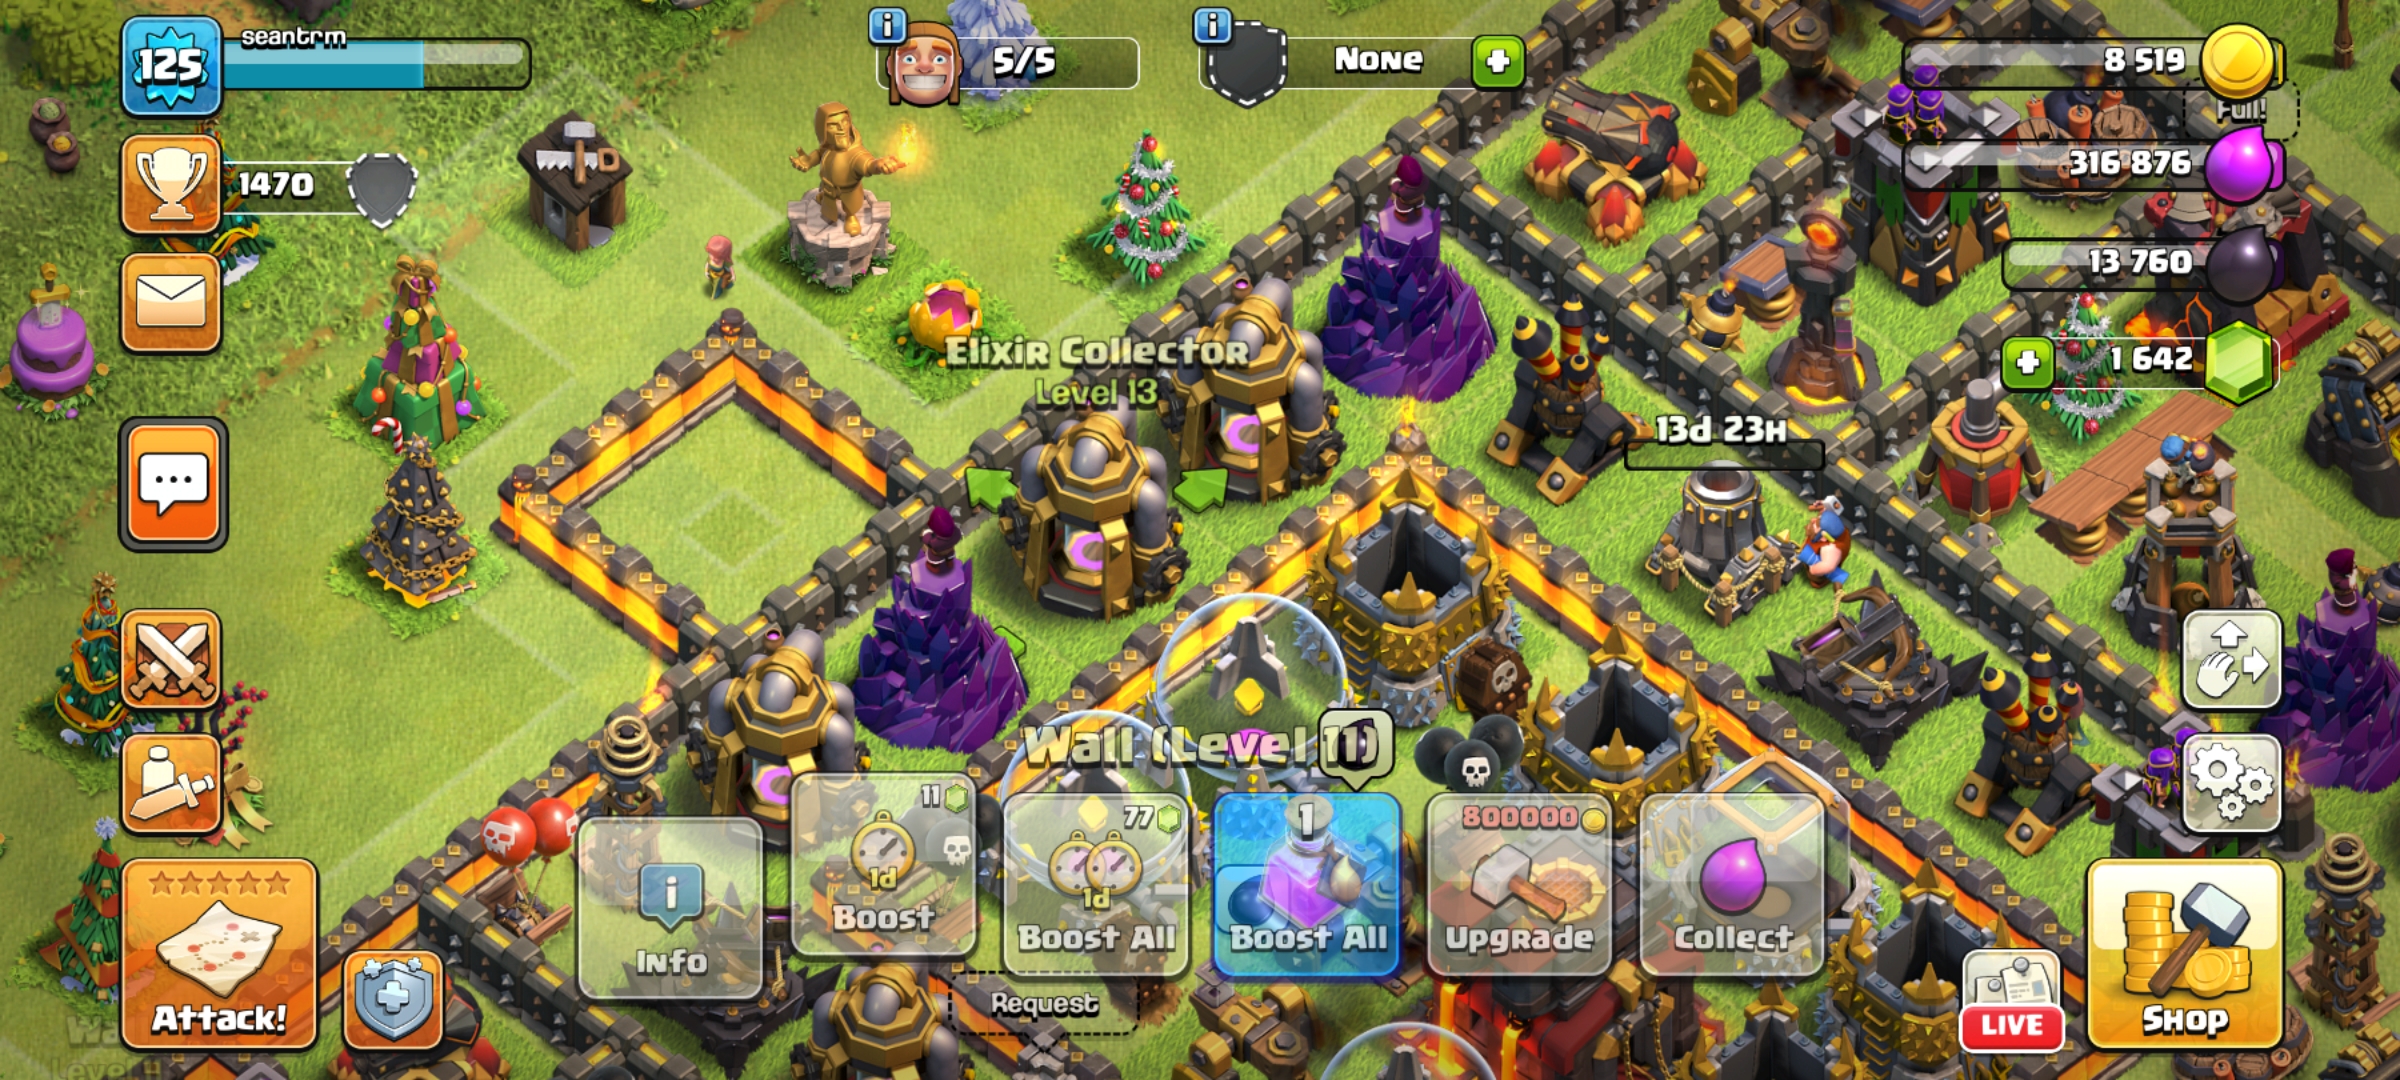 125
seantrm
i
5/5
i
None
8 519
Full!
1470
316 876
13 760
Elixir Collector
Level 13
1 642
13d 23H
Wall (Level 11)
11
77
1
800000
i
1d
1d
Info
Boost
Boost All
Boost All
Upgrade
Collect
Request
Attack!
LIVE
Shop
Level 4